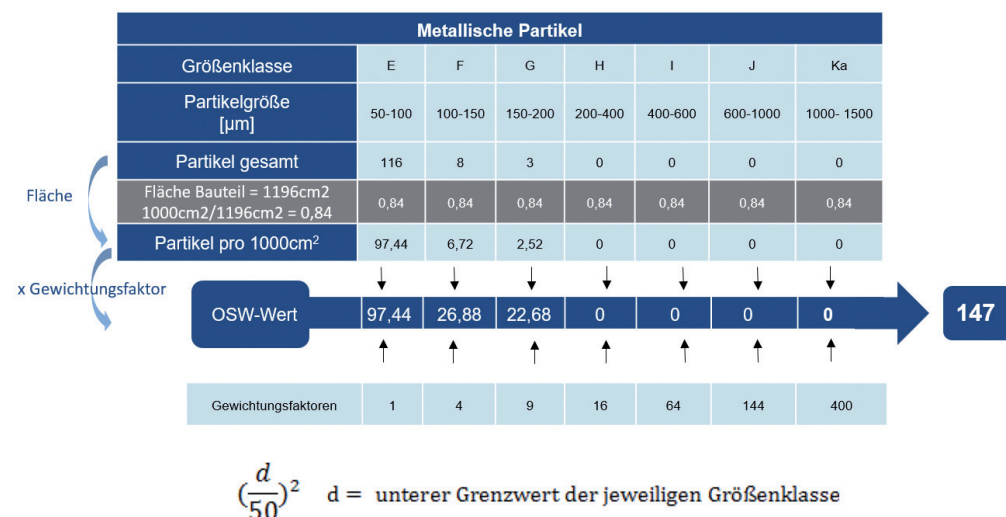 Metallische Partikel
Größenklasse E F G H I J Ka
Partikelgröße
[µm] 50-100 100-150 150-200 200-400 400-600 600-1000 1000- 1500
Partikel gesamt 116 8 3 0 0 0 0
Fläche
Fläche Bauteil = 1196cm2
1000cm2/1196cm2 = 0,84 0,84 0,84 0,84 0,84 0,84 0,84 0,84
Partikel pro 1000cm² 97,44 6,72 2,52 0 0 0 0
x Gewichtungsfaktor
OSW-Wert 97,44 26,88 22,68 0 0 0 0 147
Gewichtungsfaktoren 1 4 9 16 64 144 400
(d/50)² d = unterer Grenzwert der jeweiligen Größenklasse